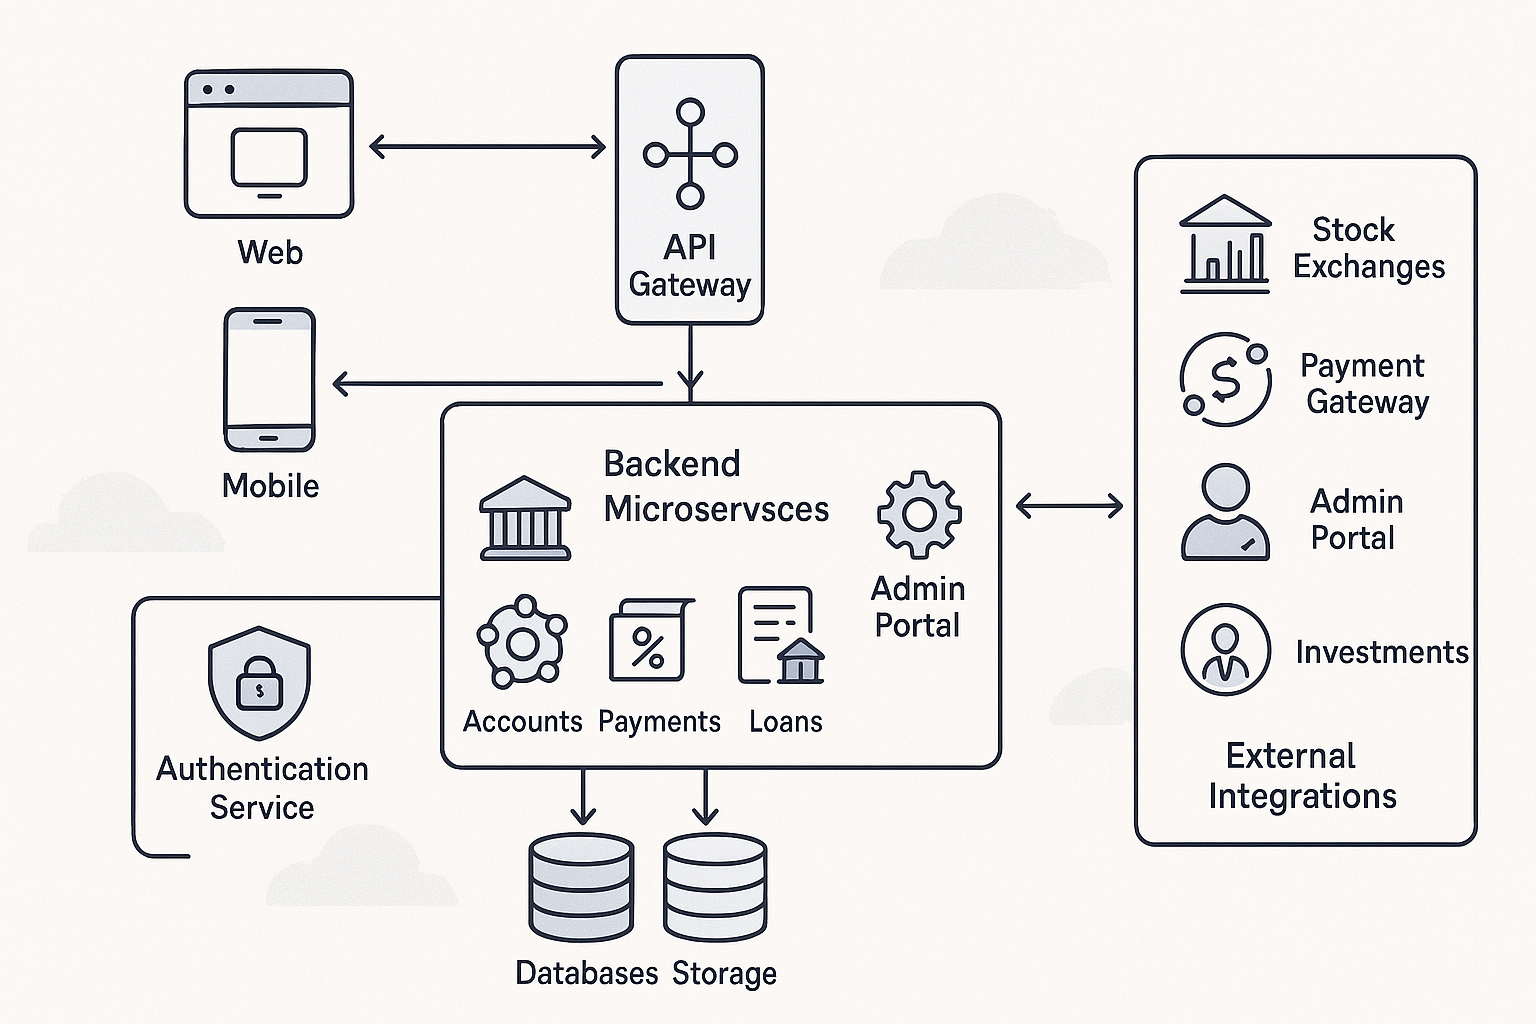 Web
API
Gateway
Mobile
Backend
Microservsces
Admin
Portal
Accounts
Payments
Loans
Authentication
Service
Databases
Storage
Stock
Exchanges
Payment
Gateway
Admin
Portal
Investments
External
Integrations